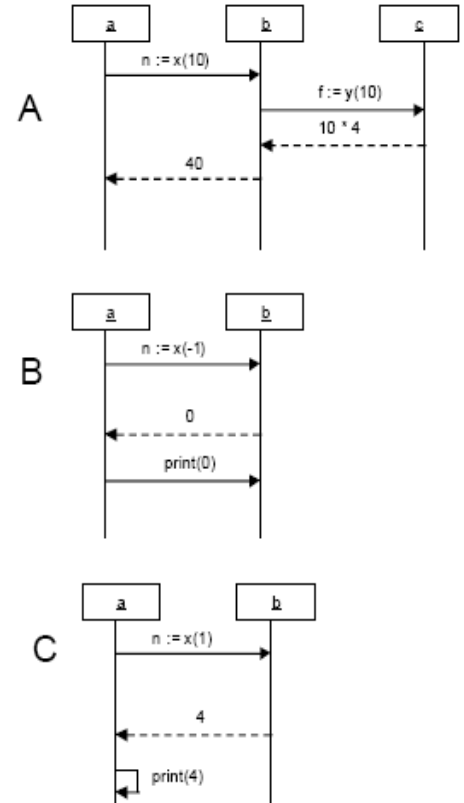 a b c
n := x(10)
f := y(10)
A
10 * 4
40
a b
n := x(-1)
B
0
print(0)
a b
n := x(1)
C
4
print(4)